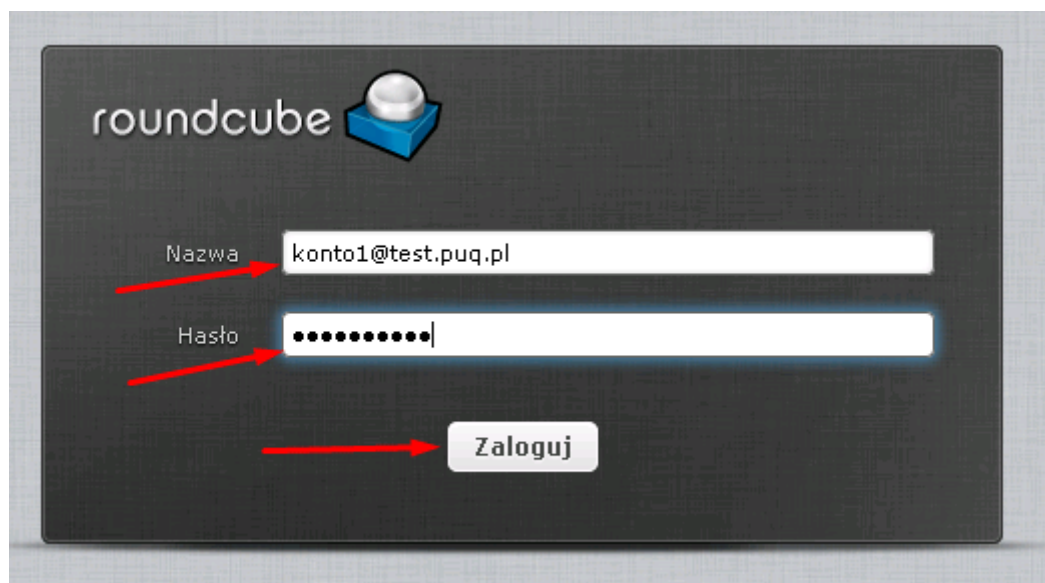 roundcube
Nazwa konto1@test.puq.pl
Hasło ●●●●●●●●●●
Zaloguj